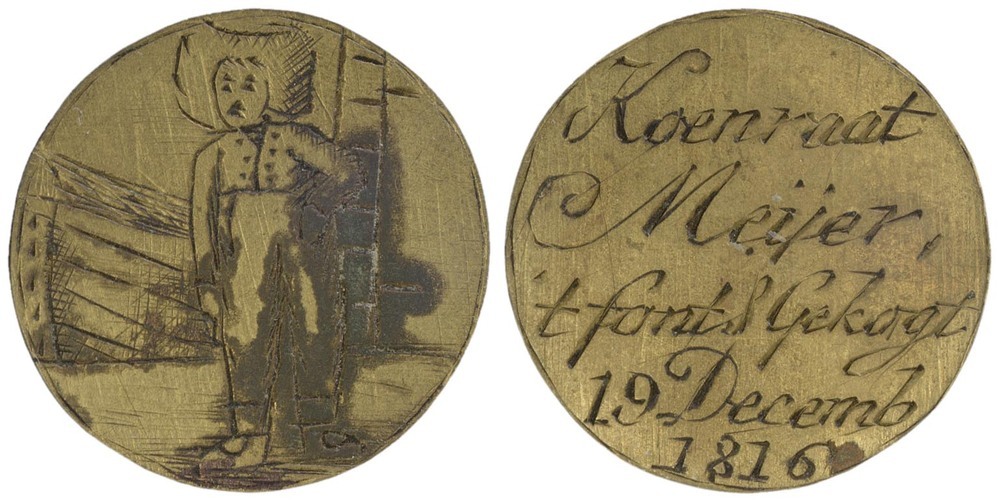 Koenraat
Meijer,
't font & Gekogt
19 Decemb
1816